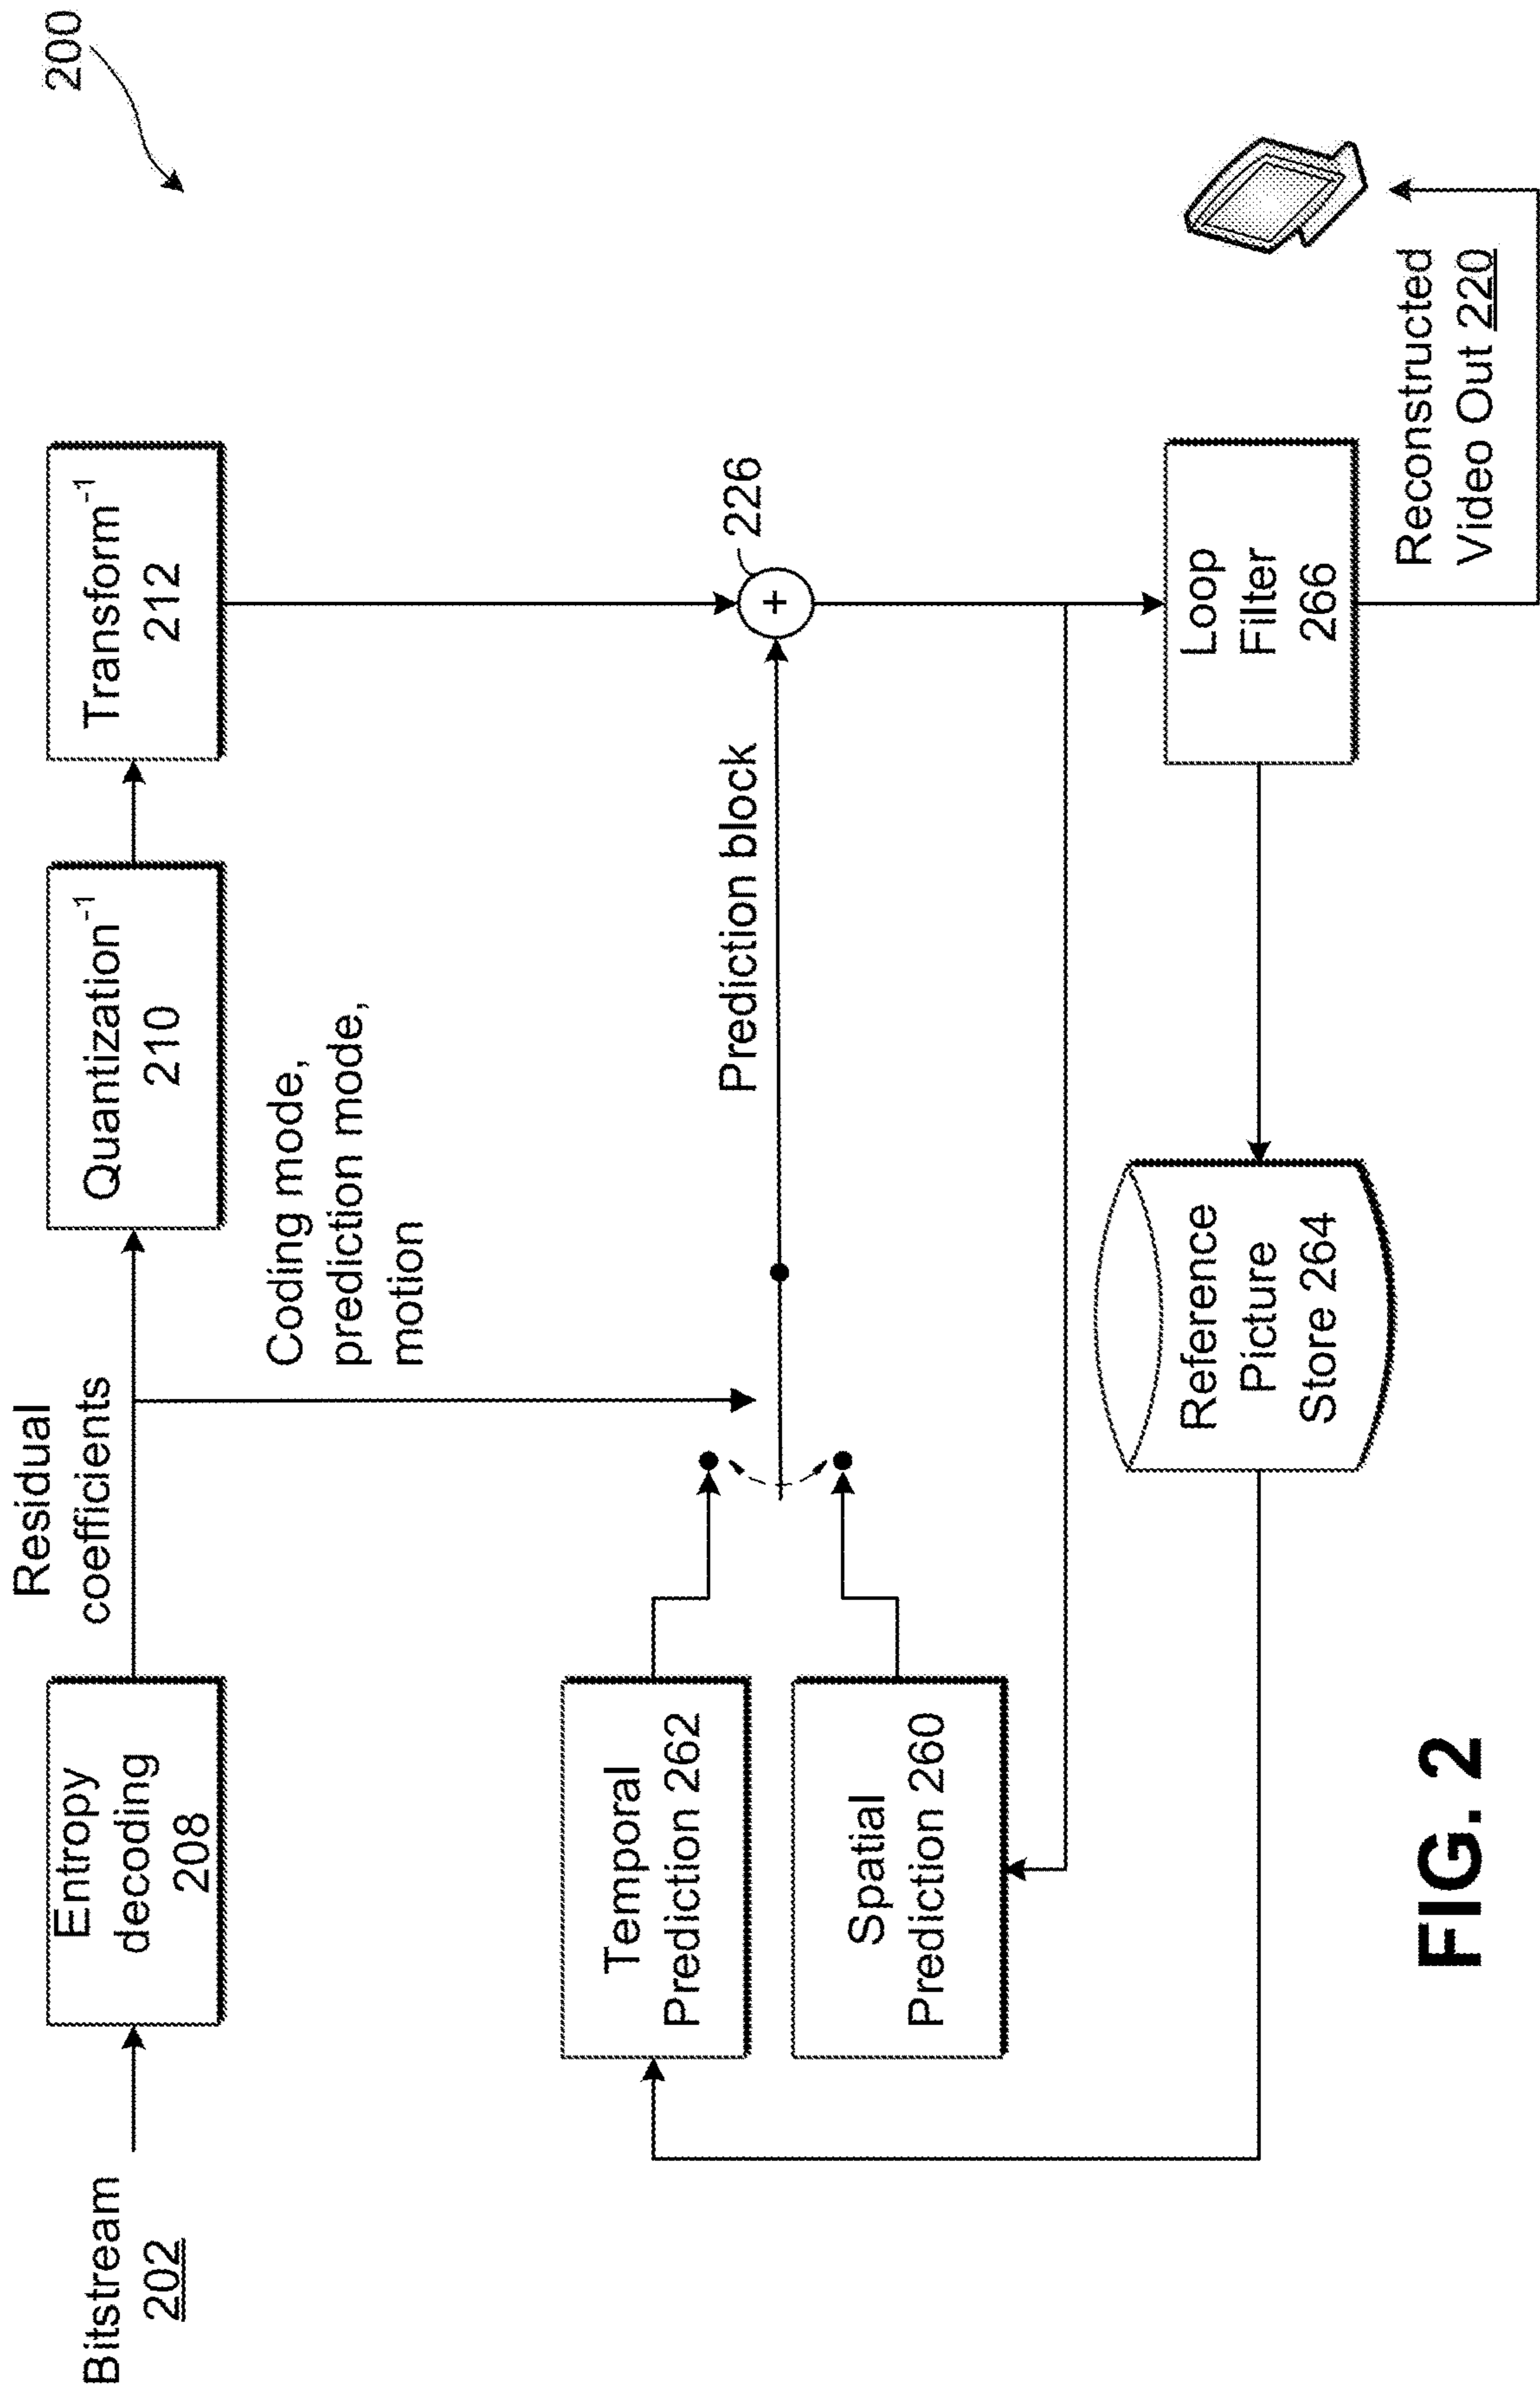 200
Bitstream
202
Entropy
decoding
208
Residual
coefficients
Quantization⁻¹
210
Transform⁻¹
212
Coding mode,
prediction mode,
motion
Temporal
Prediction 262
Spatial
Prediction 260
Prediction block
+
226
Reference
Picture
Store 264
Loop
Filter
266
Reconstructed
Video Out 220
FIG. 2